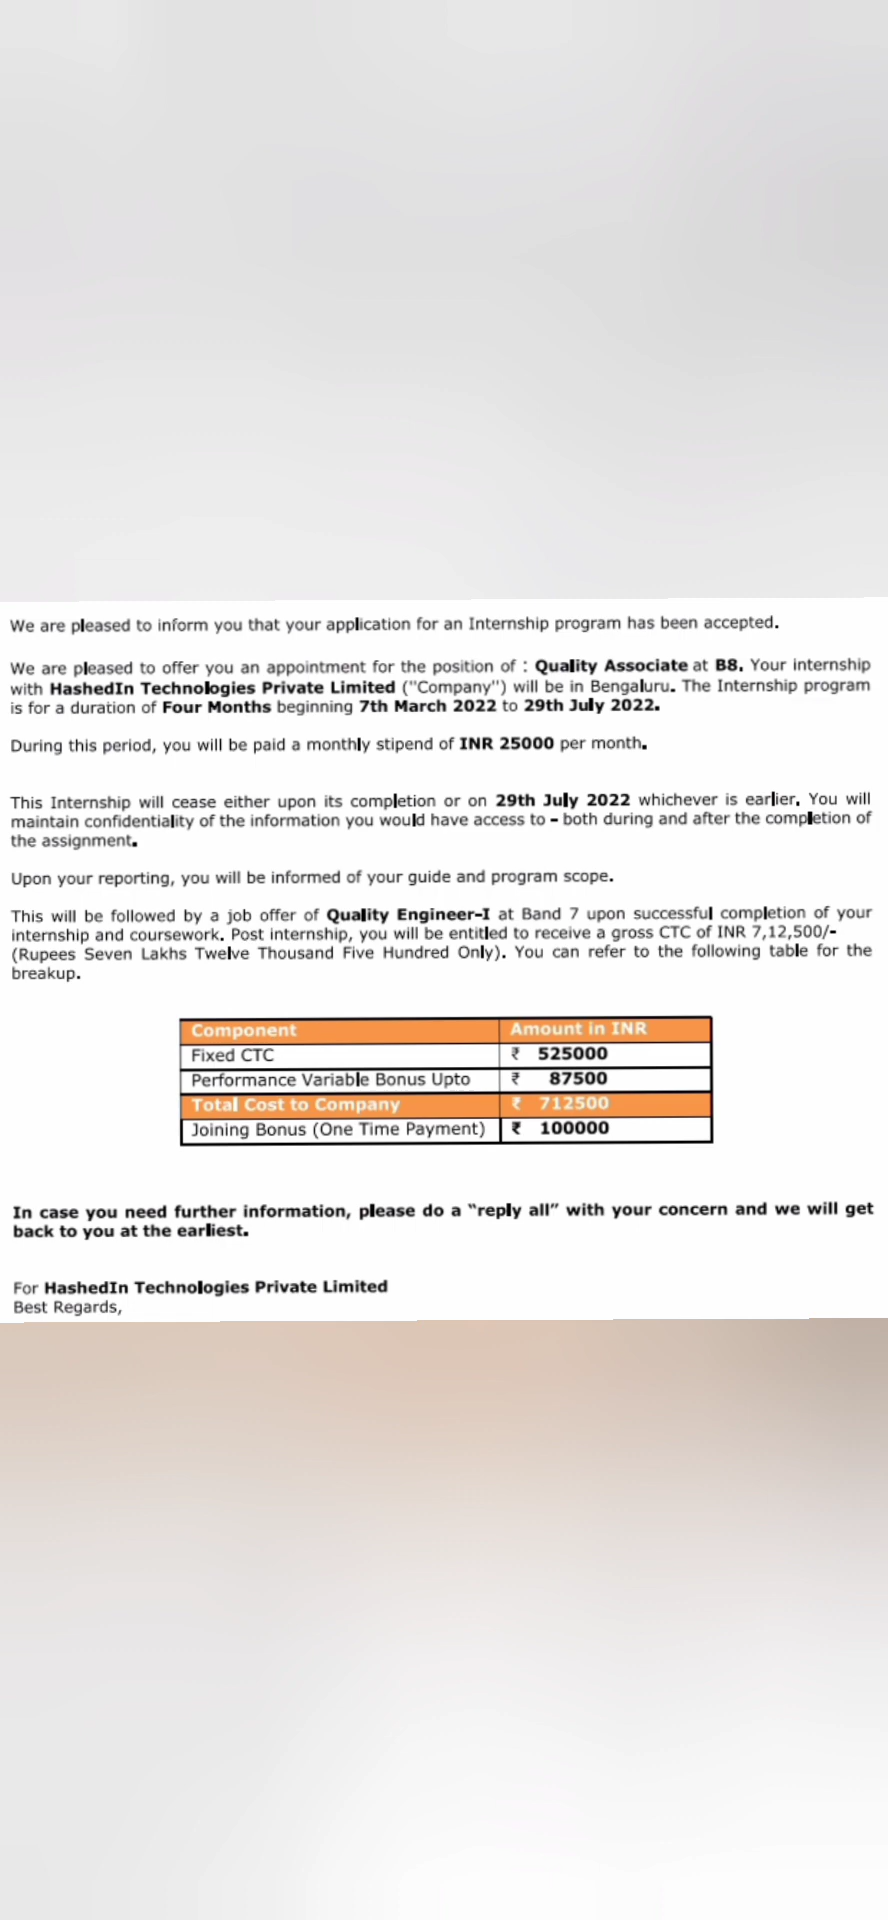 We are pleased to inform you that your application for an Internship program has been accepted.
We are pleased to offer you an appointment for the position of : Quality Associate at B8. Your internship
with HashedIn Technologies Private Limited ("Company") will be in Bengaluru. The Internship program
is for a duration of Four Months beginning 7th March 2022 to 29th July 2022.
During this period, you will be paid a monthly stipend of INR 25000 per month.
This Internship will cease either upon its completion or on 29th July 2022 whichever is earlier. You will
maintain confidentiality of the information you would have access to – both during and after the completion of
the assignment.
Upon your reporting, you will be informed of your guide and program scope.
This will be followed by a job offer of Quality Engineer-I at Band 7 upon successful completion of your
internship and coursework. Post internship, you will be entitled to receive a gross CTC of INR 7,12,500/-
(Rupees Seven Lakhs Twelve Thousand Five Hundred Only). You can refer to the following table for the
breakup.
Component Amount in INR
Fixed CTC ₹ 525000
Performance Variable Bonus Upto ₹ 87500
Total Cost to Company ₹ 712500
Joining Bonus (One Time Payment) ₹ 100000
In case you need further information, please do a "reply all" with your concern and we will get
back to you at the earliest.
For HashedIn Technologies Private Limited
Best Regards,